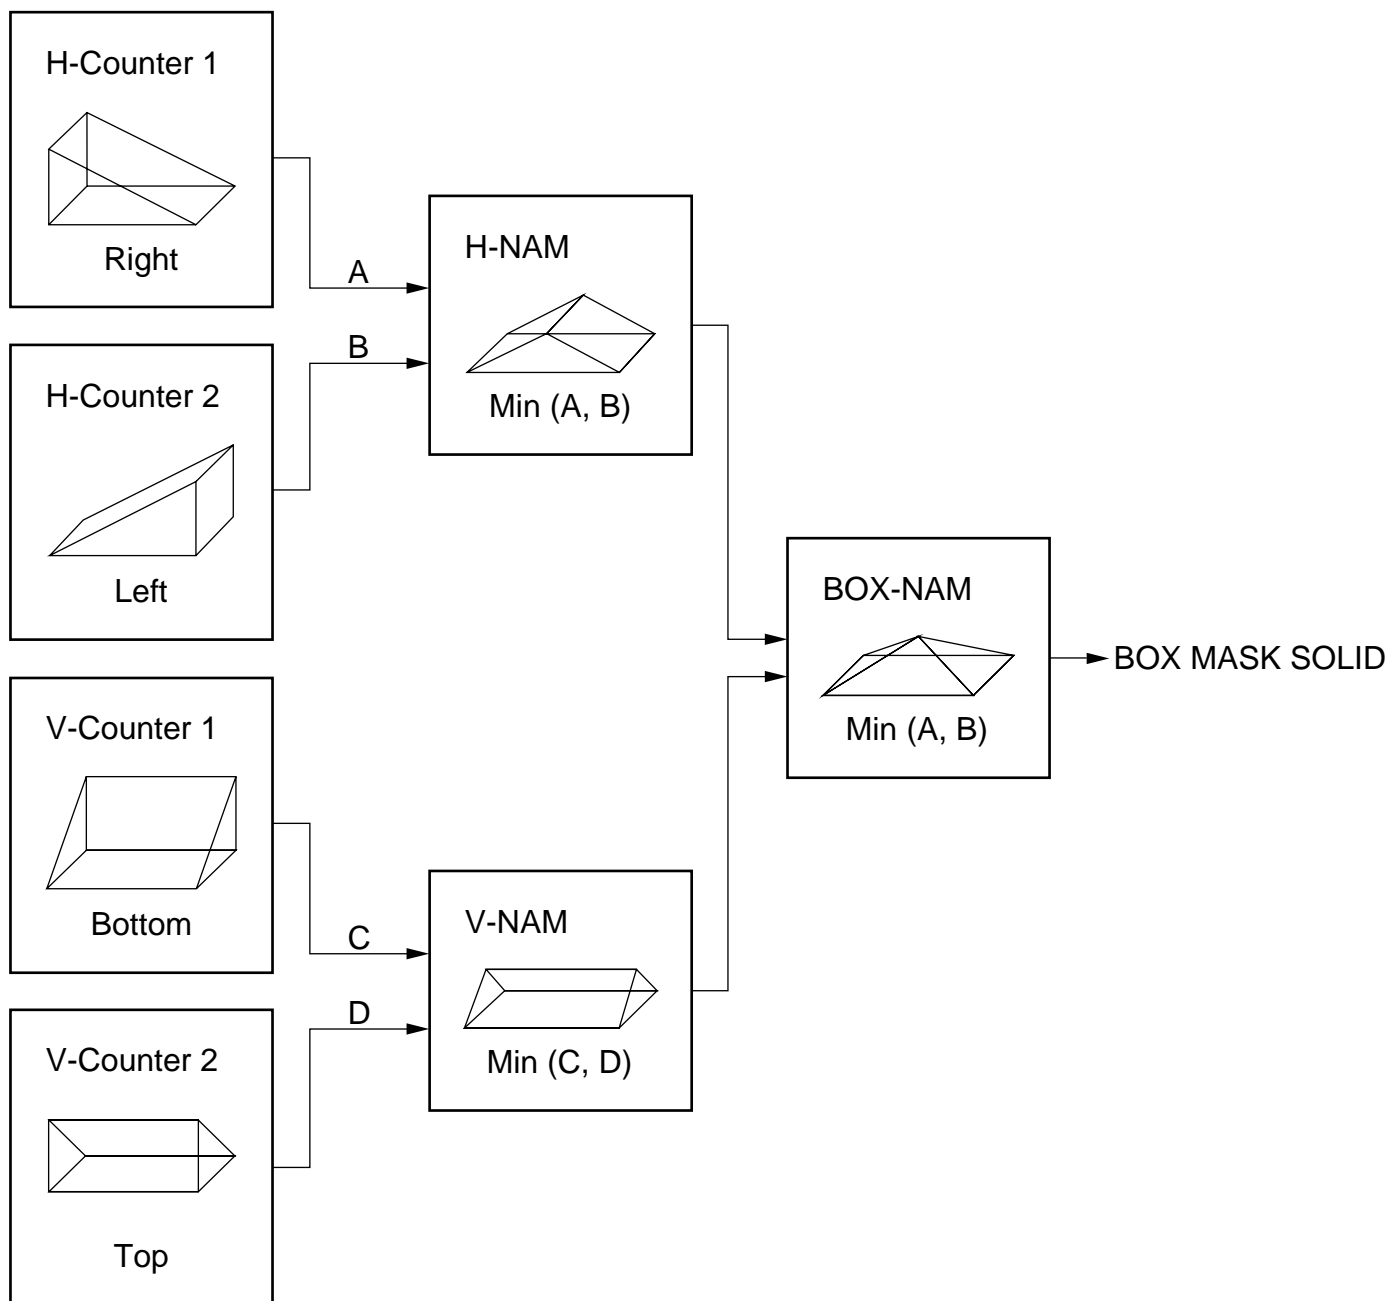 H-Counter 1
Right
A
H-NAM
Min (A, B)
B
H-Counter 2
Left
BOX-NAM
Min (A, B)
BOX MASK SOLID
V-Counter 1
Bottom
C
V-NAM
Min (C, D)
D
V-Counter 2
Top